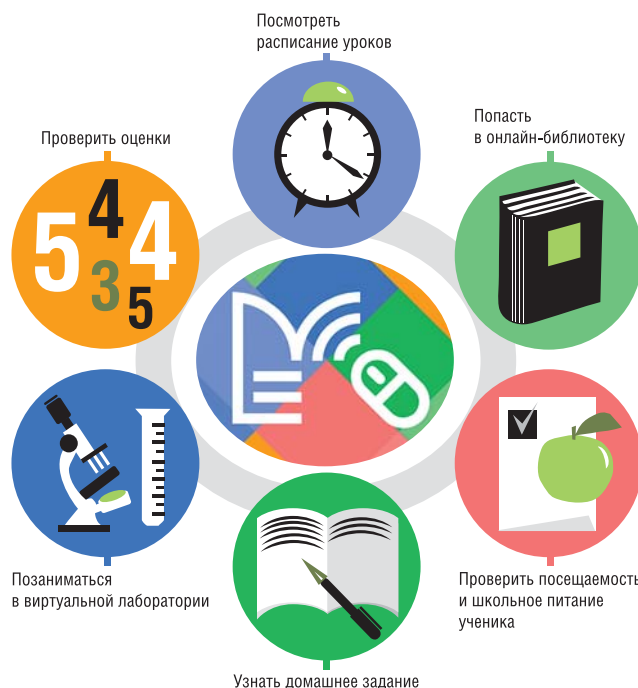 Посмотреть
расписание уроков
Попасть
в онлайн-библиотеку
Проверить оценки
5
4
4
3
5
Позаниматься
в виртуальной лаборатории
Проверить посещаемость
и школьное питание
ученика
Узнать домашнее задание